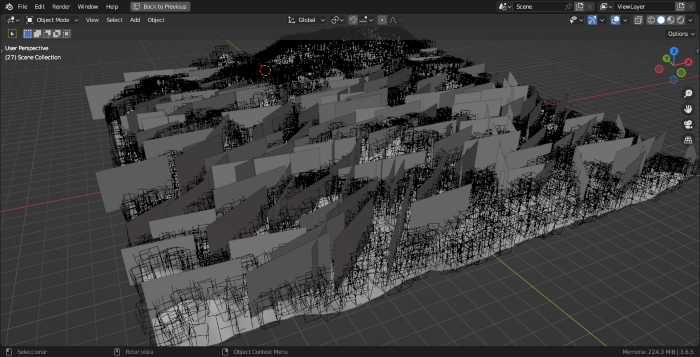 File Edit Render Window Help Back to Previous Scene ViewLayer
Object Mode View Select Add Object Global
Options
User Perspective
(27) Scene Collection
Z
Y
X
Seleccionar Rotar vista Object Context Menu Memoria: 224.3 MiB | 3.6.5